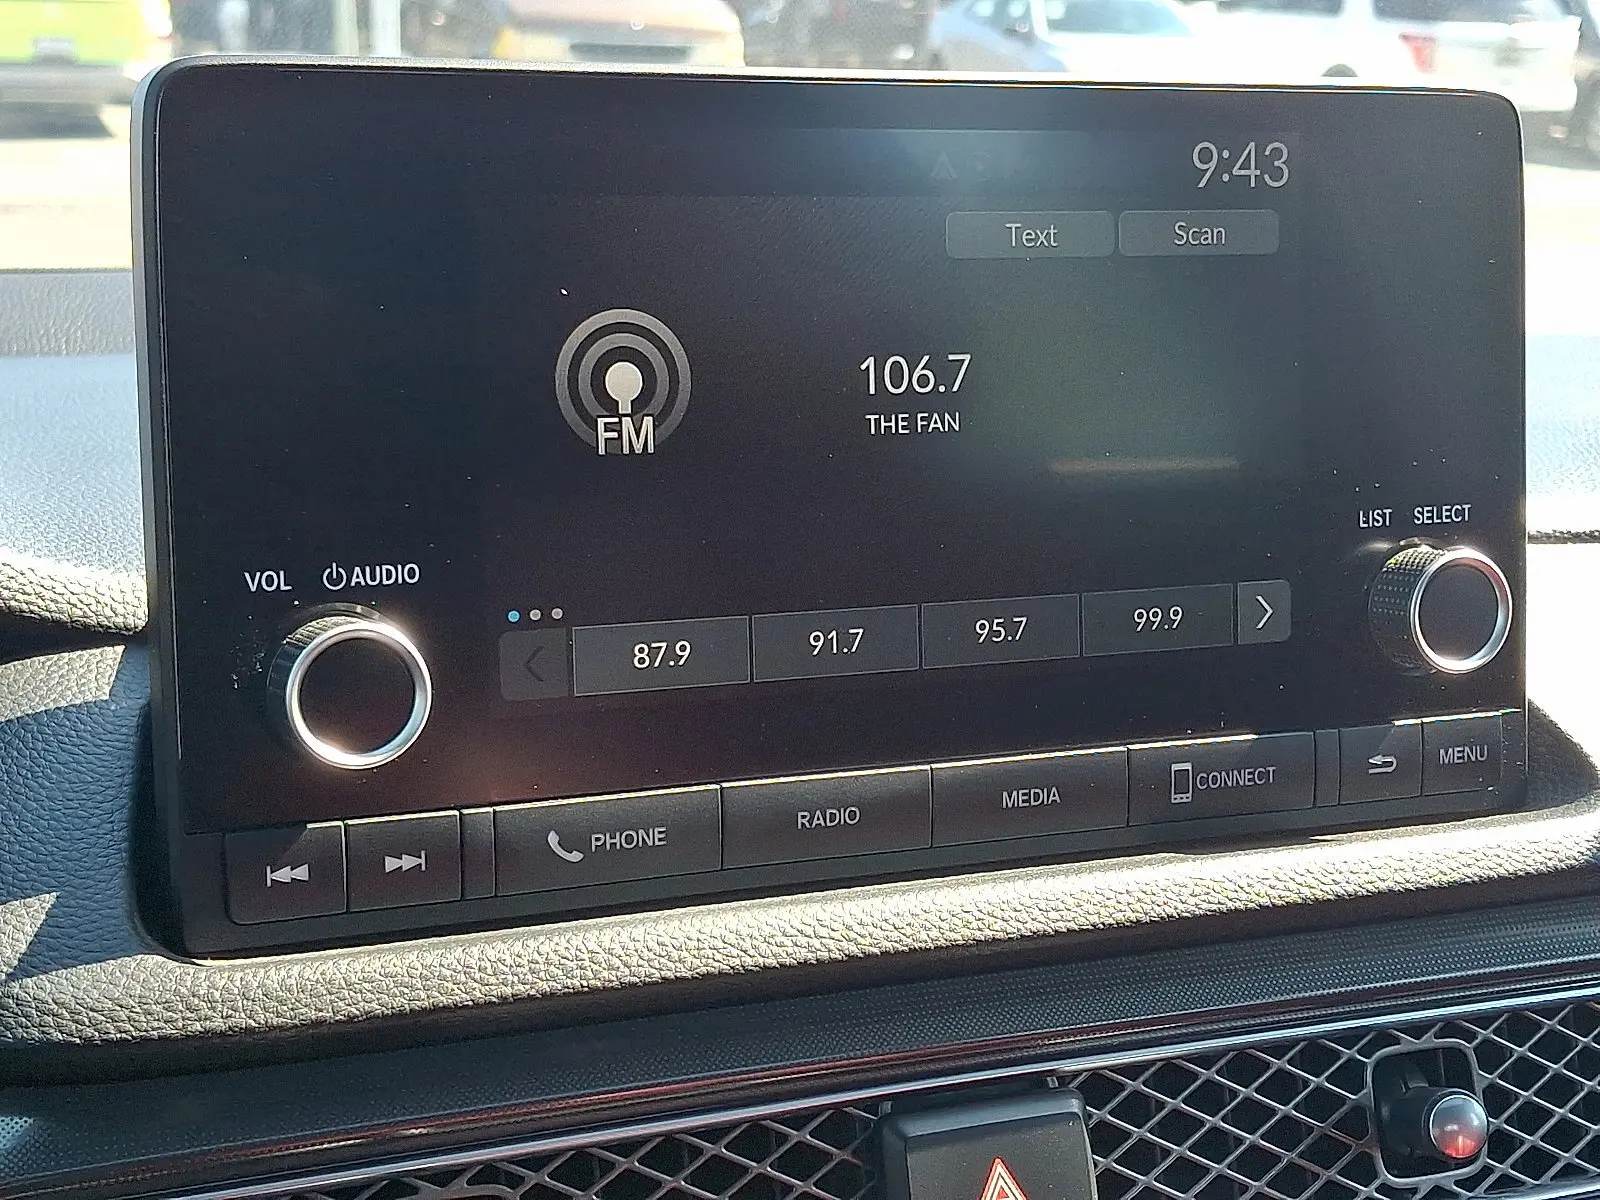 9:43
Text Scan
106.7
THE FAN
FM
LIST SELECT
VOL AUDIO
87.9 91.7 95.7 99.9
PHONE RADIO MEDIA CONNECT MENU